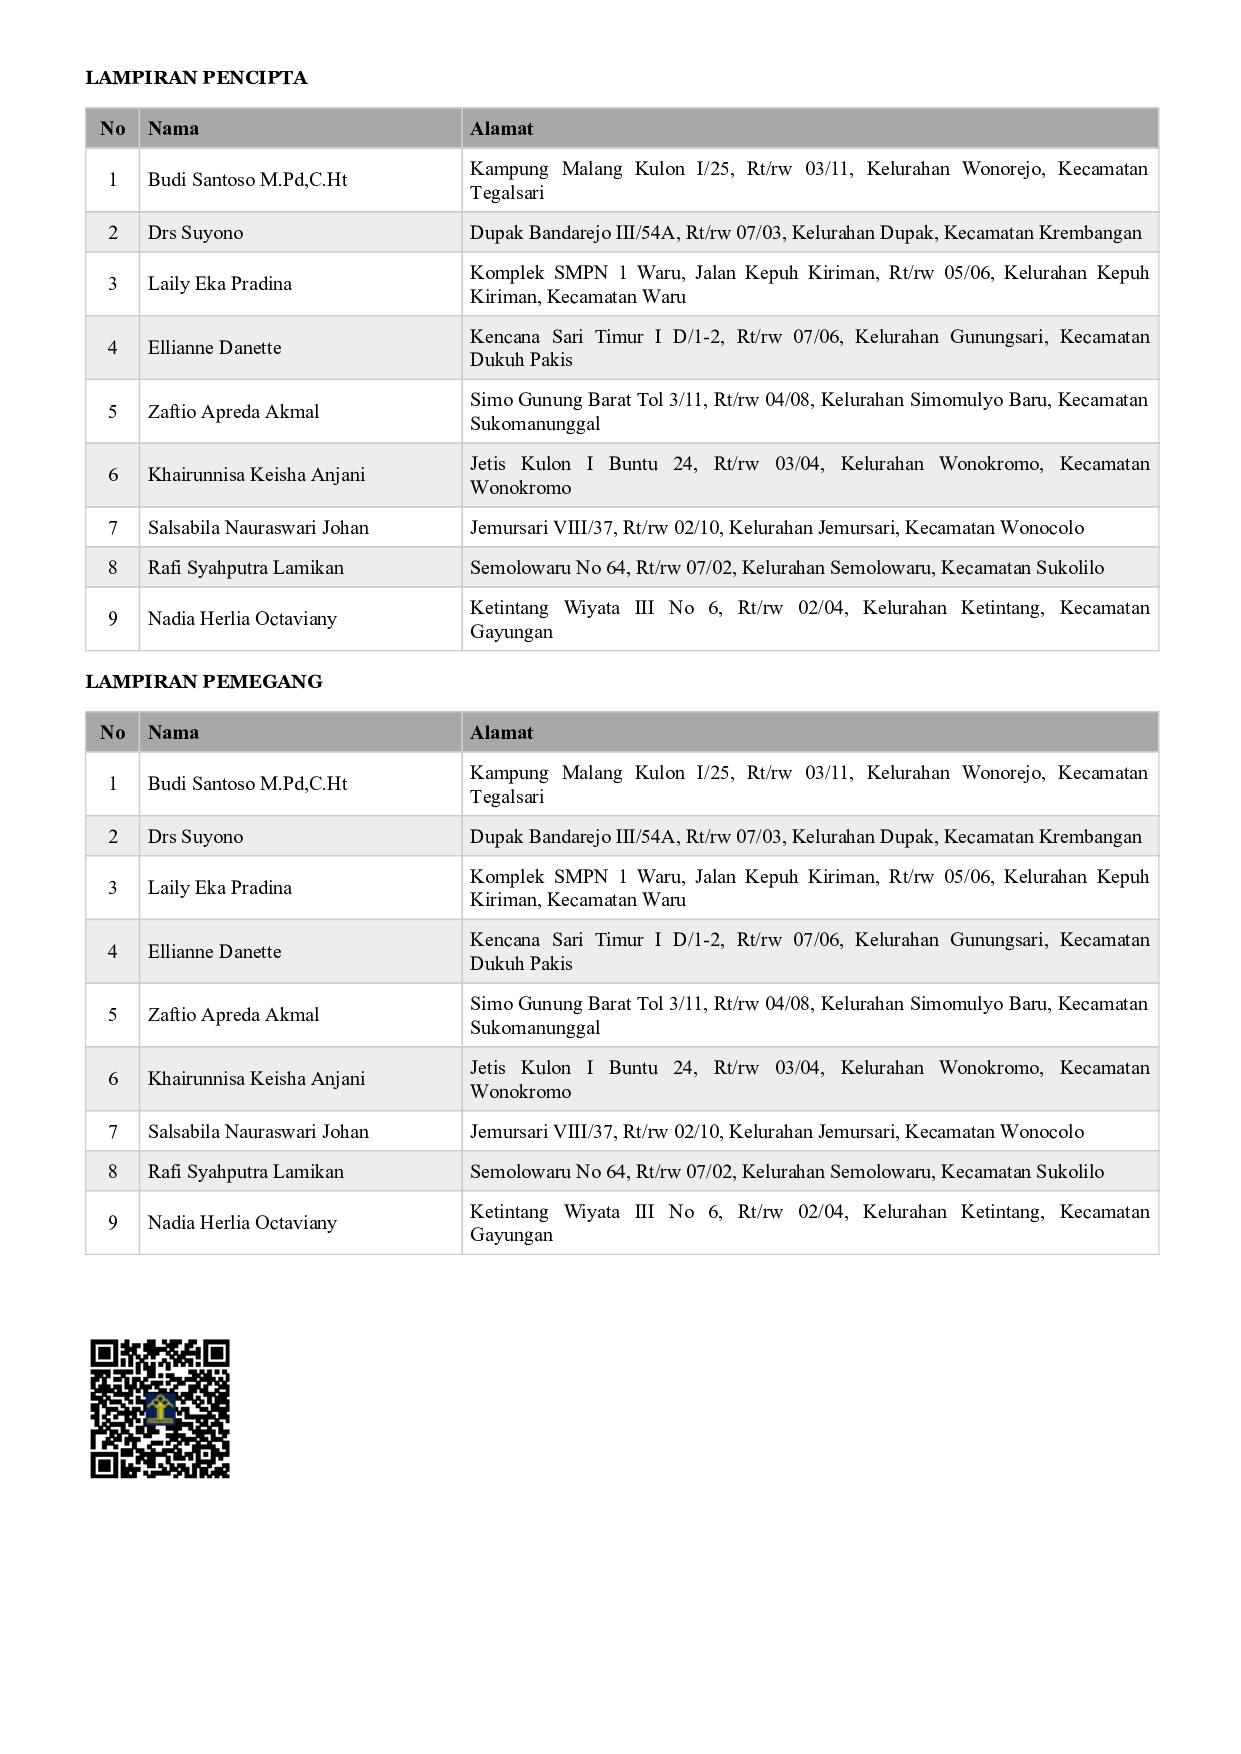 LAMPIRAN PENCIPTA
No Nama Alamat
1 Budi Santoso M.Pd,C.Ht Kampung Malang Kulon I/25, Rt/rw 03/11, Kelurahan Wonorejo, Kecamatan
Tegalsari
2 Drs Suyono Dupak Bandarejo III/54A, Rt/rw 07/03, Kelurahan Dupak, Kecamatan Krembangan
3 Laily Eka Pradina Komplek SMPN 1 Waru, Jalan Kepuh Kiriman, Rt/rw 05/06, Kelurahan Kepuh
Kiriman, Kecamatan Waru
4 Ellianne Danette Kencana Sari Timur I D/1-2, Rt/rw 07/06, Kelurahan Gunungsari, Kecamatan
Dukuh Pakis
5 Zaftio Apreda Akmal Simo Gunung Barat Tol 3/11, Rt/rw 04/08, Kelurahan Simomulyo Baru, Kecamatan
Sukomanunggal
6 Khairunnisa Keisha Anjani Jetis Kulon I Buntu 24, Rt/rw 03/04, Kelurahan Wonokromo, Kecamatan
Wonokromo
7 Salsabila Nauraswari Johan Jemursari VIII/37, Rt/rw 02/10, Kelurahan Jemursari, Kecamatan Wonocolo
8 Rafi Syahputra Lamikan Semolowaru No 64, Rt/rw 07/02, Kelurahan Semolowaru, Kecamatan Sukolilo
9 Nadia Herlia Octaviany Ketintang Wiyata III No 6, Rt/rw 02/04, Kelurahan Ketintang, Kecamatan
Gayungan
LAMPIRAN PEMEGANG
No Nama Alamat
1 Budi Santoso M.Pd,C.Ht Kampung Malang Kulon I/25, Rt/rw 03/11, Kelurahan Wonorejo, Kecamatan
Tegalsari
2 Drs Suyono Dupak Bandarejo III/54A, Rt/rw 07/03, Kelurahan Dupak, Kecamatan Krembangan
3 Laily Eka Pradina Komplek SMPN 1 Waru, Jalan Kepuh Kiriman, Rt/rw 05/06, Kelurahan Kepuh
Kiriman, Kecamatan Waru
4 Ellianne Danette Kencana Sari Timur I D/1-2, Rt/rw 07/06, Kelurahan Gunungsari, Kecamatan
Dukuh Pakis
5 Zaftio Apreda Akmal Simo Gunung Barat Tol 3/11, Rt/rw 04/08, Kelurahan Simomulyo Baru, Kecamatan
Sukomanunggal
6 Khairunnisa Keisha Anjani Jetis Kulon I Buntu 24, Rt/rw 03/04, Kelurahan Wonokromo, Kecamatan
Wonokromo
7 Salsabila Nauraswari Johan Jemursari VIII/37, Rt/rw 02/10, Kelurahan Jemursari, Kecamatan Wonocolo
8 Rafi Syahputra Lamikan Semolowaru No 64, Rt/rw 07/02, Kelurahan Semolowaru, Kecamatan Sukolilo
9 Nadia Herlia Octaviany Ketintang Wiyata III No 6, Rt/rw 02/04, Kelurahan Ketintang, Kecamatan
Gayungan